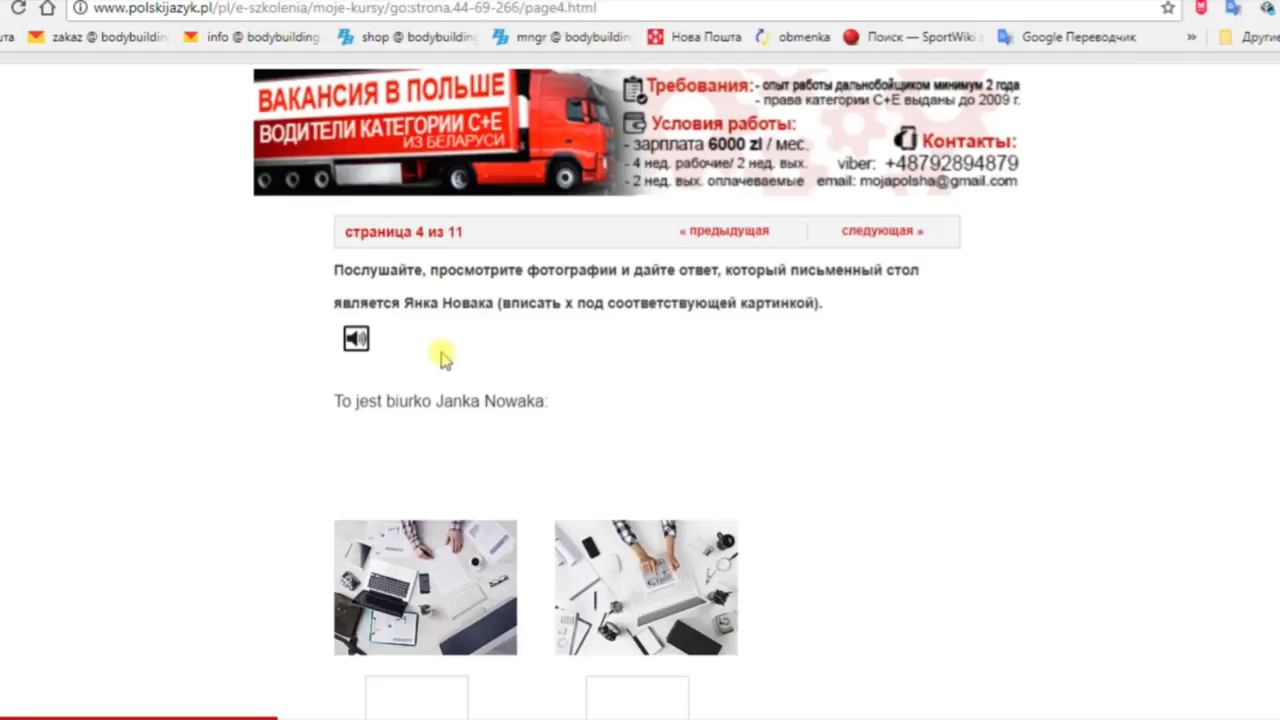 www.polskijazyk.pl/pl/e-szkolenia/moje-kursy/go:strona.44-69-266/page4.html
та zakaz @ bodybuilding info @ bodybuilding shop @ bodybuilding mngr @ bodybuildin Нова Пошта obmenka Поиск — SportWiki Google Переводчик » Другие
ВАКАНСИЯ В ПОЛЬШЕ
ВОДИТЕЛИ КАТЕГОРИИ С+Е
ИЗ БЕЛАРУСИ
Требования: - опыт работы дальнобойщиком минимум 2 года
- права категории С+Е выданы до 2009 г.
Условия работы:
- зарплата 6000 zl / мес.
- 4 нед. рабочие/ 2 нед. вых.
- 2 нед. вых. оплачиваемые
Контакты:
viber: +48792894879
email: mojapolsha@gmail.com
страница 4 из 11 « предыдущая следующая »
Послушайте, просмотрите фотографии и дайте ответ, который письменный стол
является Янка Новака (вписать х под соответствующей картинкой).
To jest biurko Janka Nowaka: